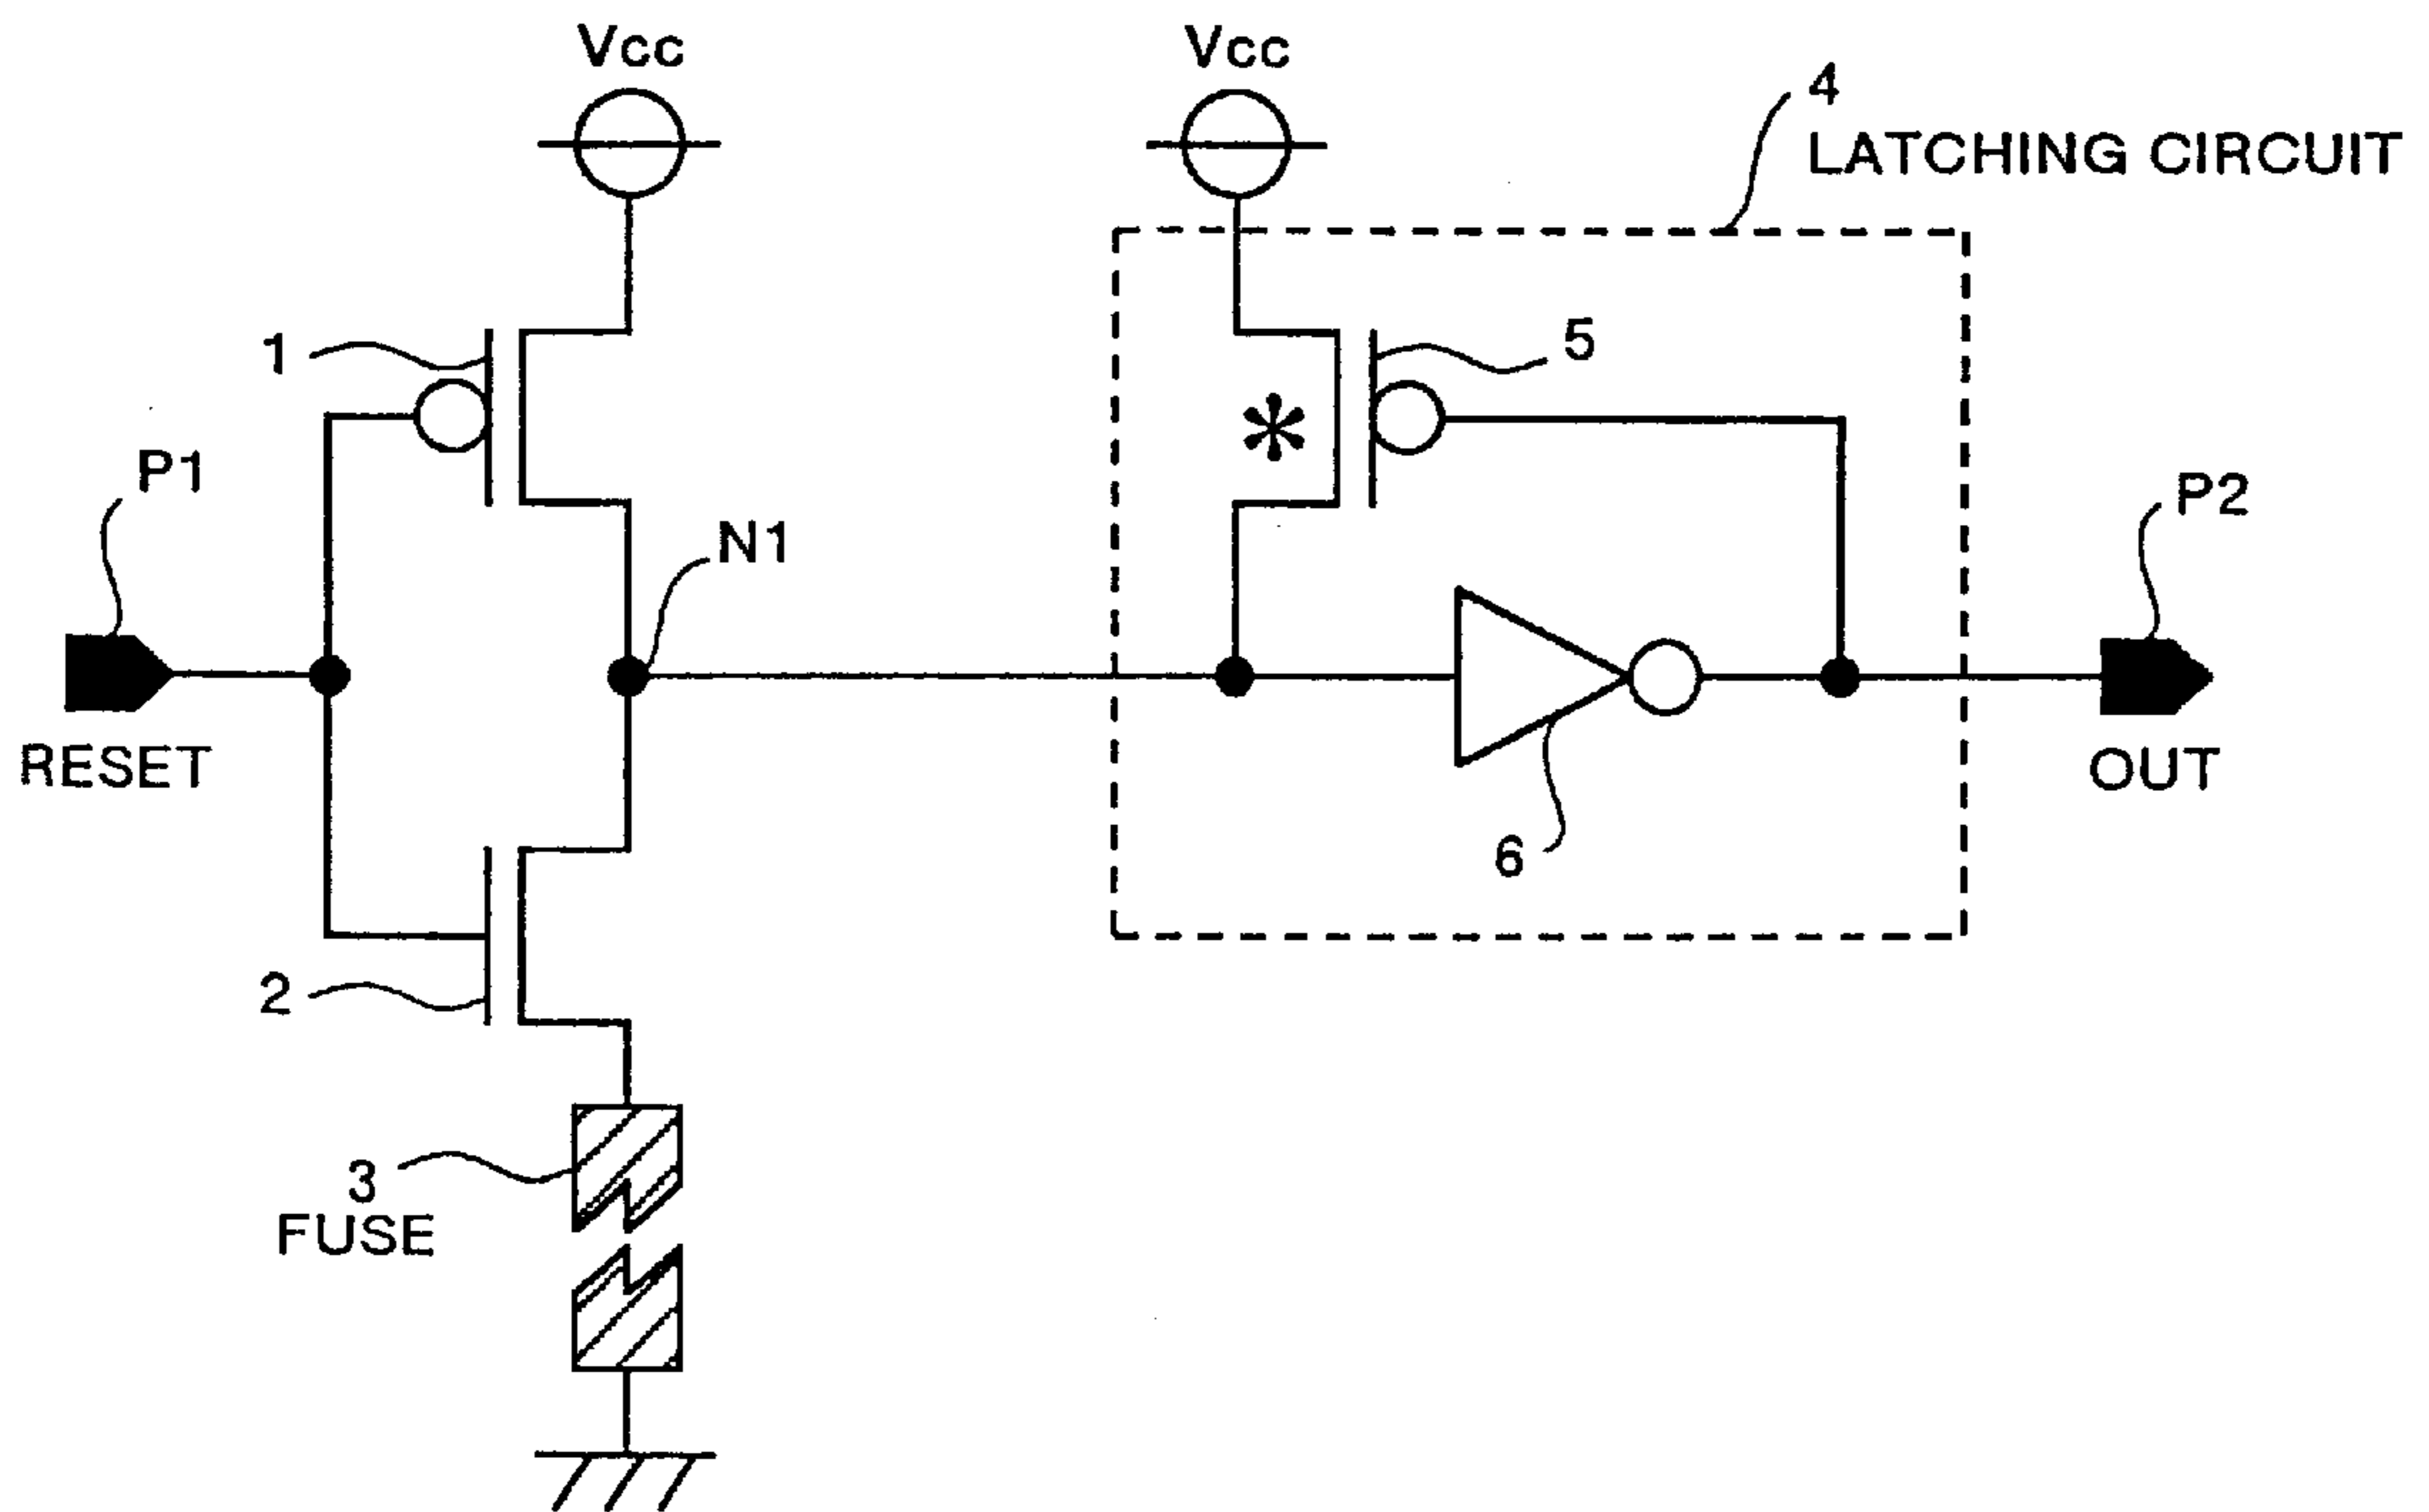 Vcc
Vcc
4
LATCHING CIRCUIT
1
5
P1
N1
P2
*
RESET
OUT
6
2
3
FUSE